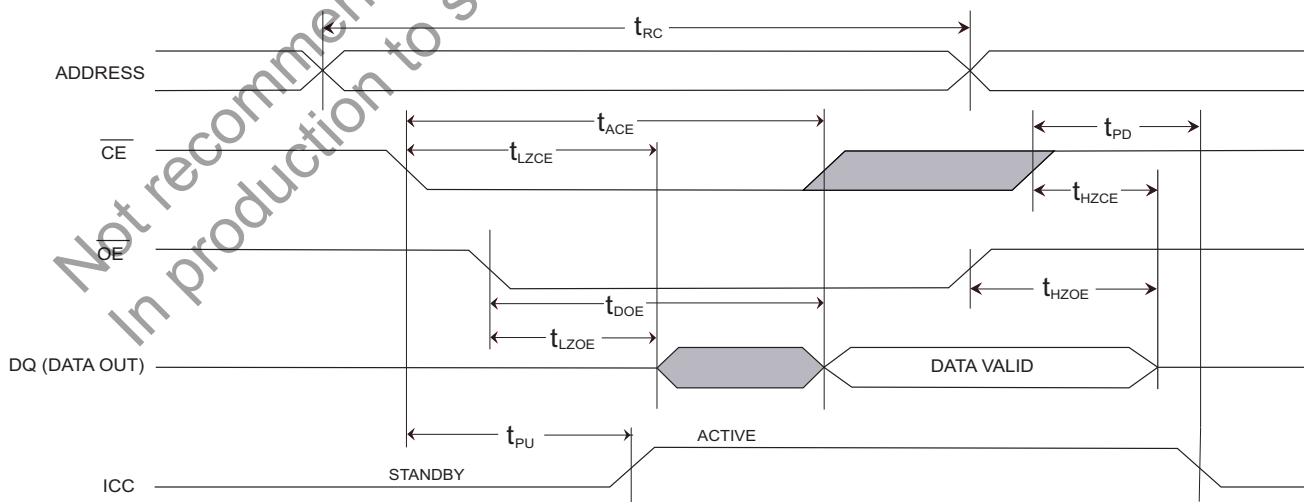 Not recommen
In production to s
tRC
ADDRESS
tACE
tPD
CE
tLZCE
tHZCE
OE
tHZOE
tDOE
tLZOE
DQ (DATA OUT)
DATA VALID
tPU
ACTIVE
STANDBY
ICC